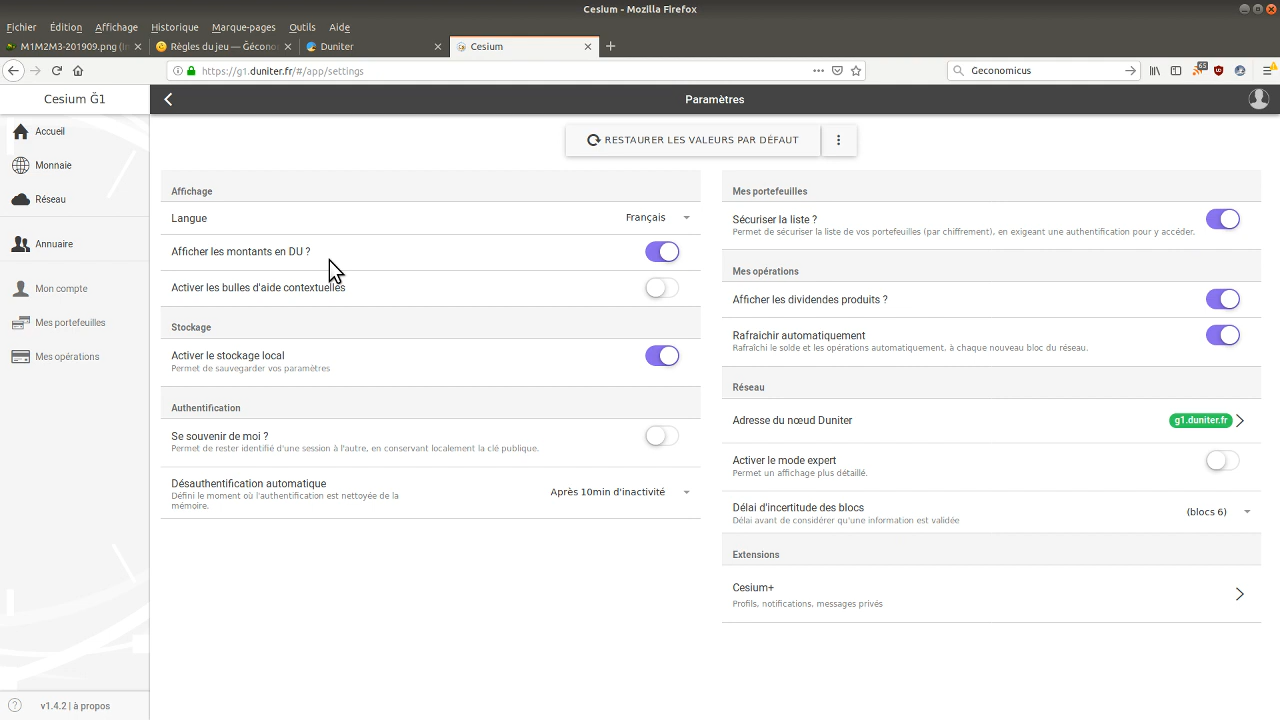 Cesium - Mozilla Firefox
Fichier Édition Affichage Historique Marque-pages Outils Aide
M1M2M3-201909.png (I
Règles du jeu — Ğécono
Duniter
Cesium
https://g1.duniter.fr/#/app/settings
Geconomicus
65
Cesium Ğ1
Paramètres
Accueil
Monnaie
Réseau
Annuaire
Mon compte
Mes portefeuilles
Mes opérations
v1.4.2 | à propos
RESTAURER LES VALEURS PAR DÉFAUT
Affichage
Langue
Français
Afficher les montants en DU ?
Activer les bulles d'aide contextuelles
Stockage
Activer le stockage local
Permet de sauvegarder vos paramètres
Authentification
Se souvenir de moi ?
Permet de rester identifié d'une session à l'autre, en conservant localement la clé publique.
Désauthentification automatique
Après 10min d'inactivité
Défini le moment où l'authentification est nettoyée de la
mémoire.
Mes portefeuilles
Sécuriser la liste ?
Permet de sécuriser la liste de vos portefeuilles (par chiffrement), en exigeant une authentification pour y accéder.
Mes opérations
Afficher les dividendes produits ?
Rafraichir automatiquement
Rafraîchi le solde et les opérations automatiquement, à chaque nouveau bloc du réseau.
Réseau
Adresse du nœud Duniter
g1.duniter.fr
Activer le mode expert
Permet un affichage plus détaillé.
Délai d'incertitude des blocs
(blocs 6)
Délai avant de considérer qu'une information est validée
Extensions
Cesium+
Profils, notifications, messages privés